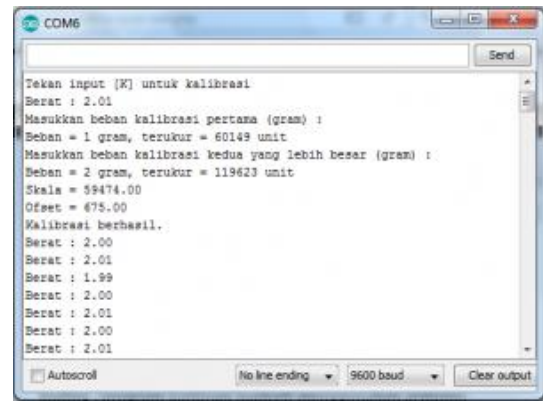 COM6
Send
Tekan input [K] untuk kalibrasi
Berat : 2.01
Masukkan beban kalibrasi pertama (gram) :
Beban = 1 gram, terukur = 60149 unit
Masukkan beban kalibrasi kedua yang lebih besar (gram) :
Beban = 2 gram, terukur = 119623 unit
Skala = 59474.00
Ofset = 675.00
Kalibrasi berhasil.
Berat : 2.00
Berat : 2.01
Berat : 1.99
Berat : 2.00
Berat : 2.01
Berat : 2.00
Berat : 2.01
Autoscroll No line ending 9600 baud Clear output